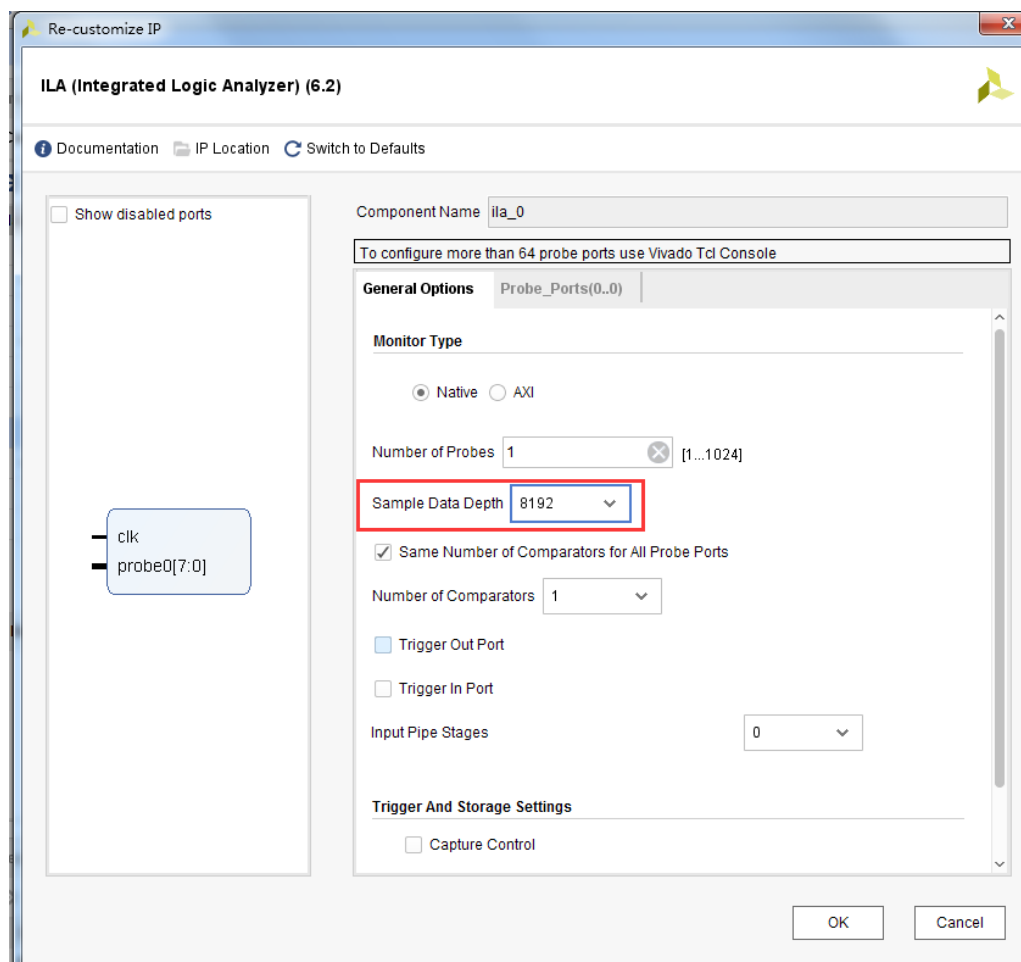 Re-customize IP
ILA (Integrated Logic Analyzer) (6.2)
Documentation IP Location Switch to Defaults
Show disabled ports
clk
probe0[7:0]
Component Name ila_0
To configure more than 64 probe ports use Vivado Tcl Console
General Options Probe_Ports(0..0)
Monitor Type
Native AXI
Number of Probes 1 [1...1024]
Sample Data Depth 8192
Same Number of Comparators for All Probe Ports
Number of Comparators 1
Trigger Out Port
Trigger In Port
Input Pipe Stages 0
Trigger And Storage Settings
Capture Control
OK Cancel